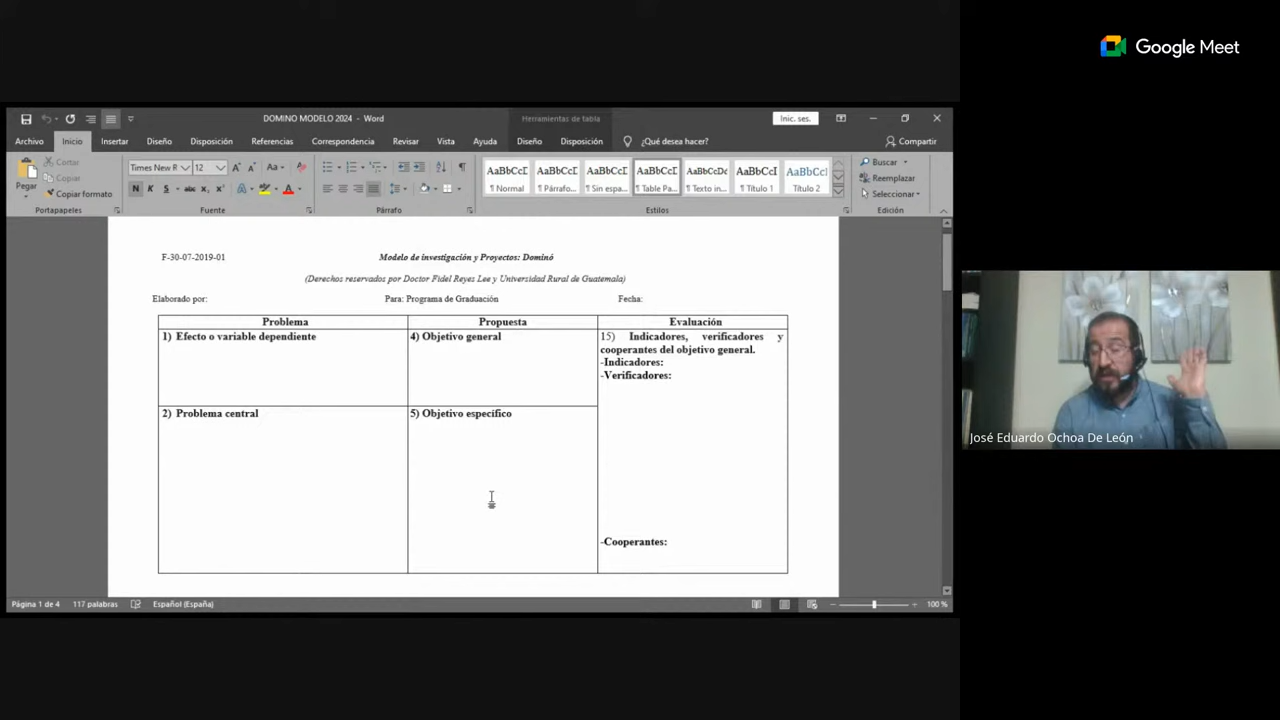 Google Meet
DOMINO MODELO 2024 - Word
Herramientas de tabla
Inic. ses.
Archivo Inicio Insertar Diseño Disposición Referencias Correspondencia Revisar Vista Ayuda Diseño Disposición ¿Qué desea hacer? Compartir
Pegar
Cortar
Copiar
Copiar formato
Portapapeles
Times New R 12
N K S abc x₂ x²
Fuente
Párrafo
AaBbCcI AaBbCcI AaBbCcI AaBbCcI AaBbCcDc AaBbCcI AaBbCcI
¶ Normal ¶ Párrafo... ¶ Sin espa... ¶ Table Pa... ¶ Texto in... ¶ Título 1 ¶ Título 2
Estilos
Buscar
Reemplazar
Seleccionar
Edición
F-30-07-2019-01 Modelo de investigación y Proyectos: Dominó
(Derechos reservados por Doctor Fidel Reyes Lee y Universidad Rural de Guatemala)
Elaborado por: Para: Programa de Graduación Fecha:
Problema Propuesta Evaluación
1) Efecto o variable dependiente
4) Objetivo general
15) Indicadores, verificadores y
cooperantes del objetivo general.
-Indicadores:
-Verificadores:
2) Problema central
5) Objetivo específico
-Cooperantes:
Página 1 de 4 117 palabras Español (España) 100 %
José Eduardo Ochoa De León